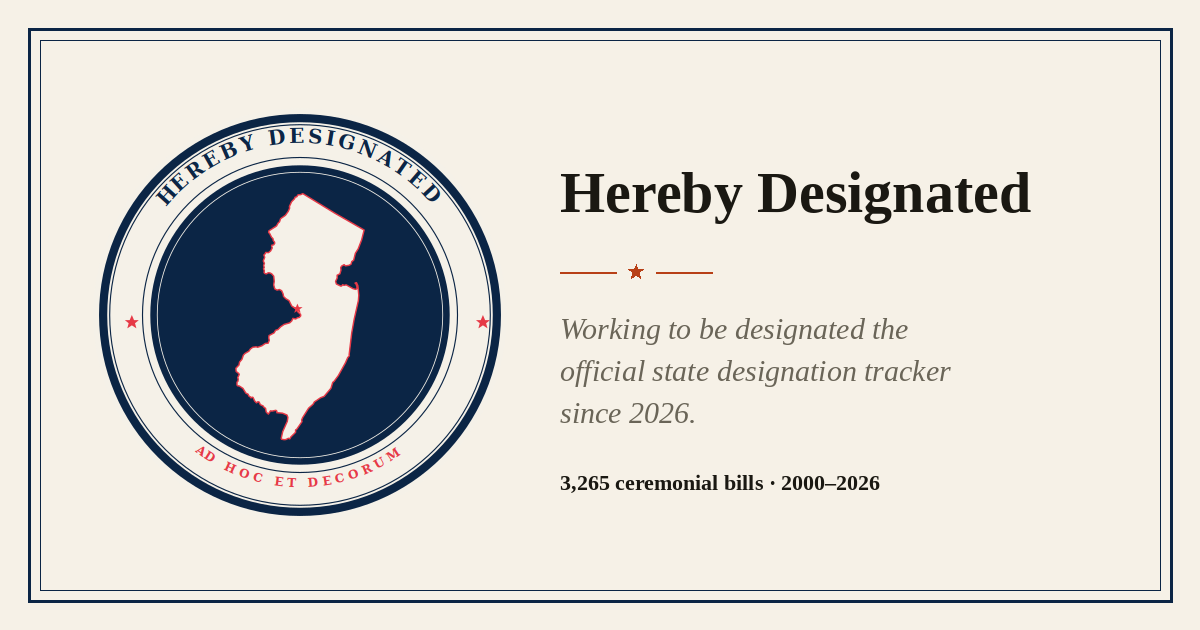 HEREBY DESIGNATED
AD HOC ET DECORUM
Hereby Designated
Working to be designated the
official state designation tracker
since 2026.
3,265 ceremonial bills · 2000–2026